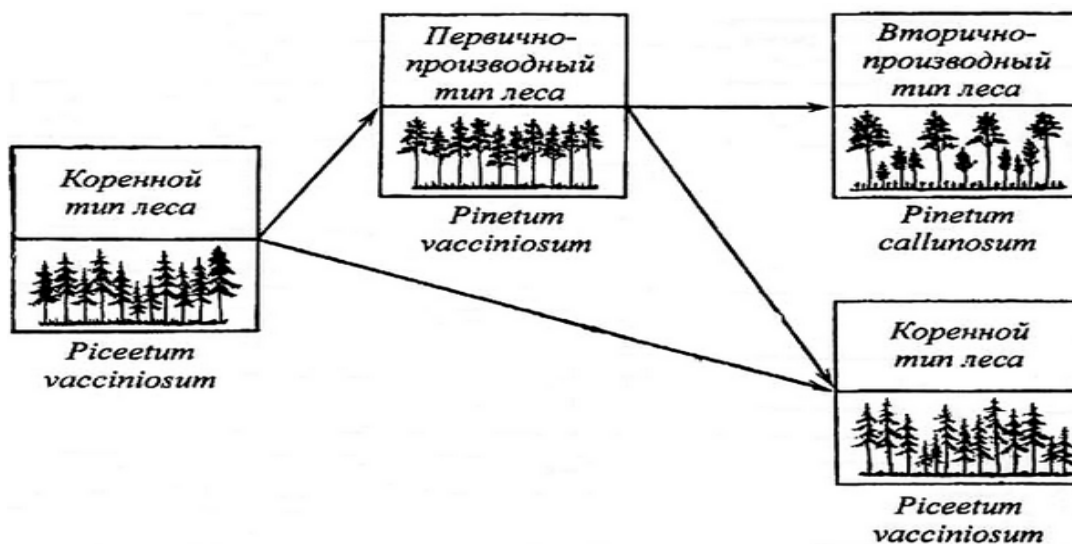 Первично-
производный
тип леса
Вторично-
производный
тип леса
Коренной
тип леса
Pinetum
vacciniosum
Pinetum
callunosum
Piceetum
vacciniosum
Коренной
тип леса
Piceetum
vacciniosum